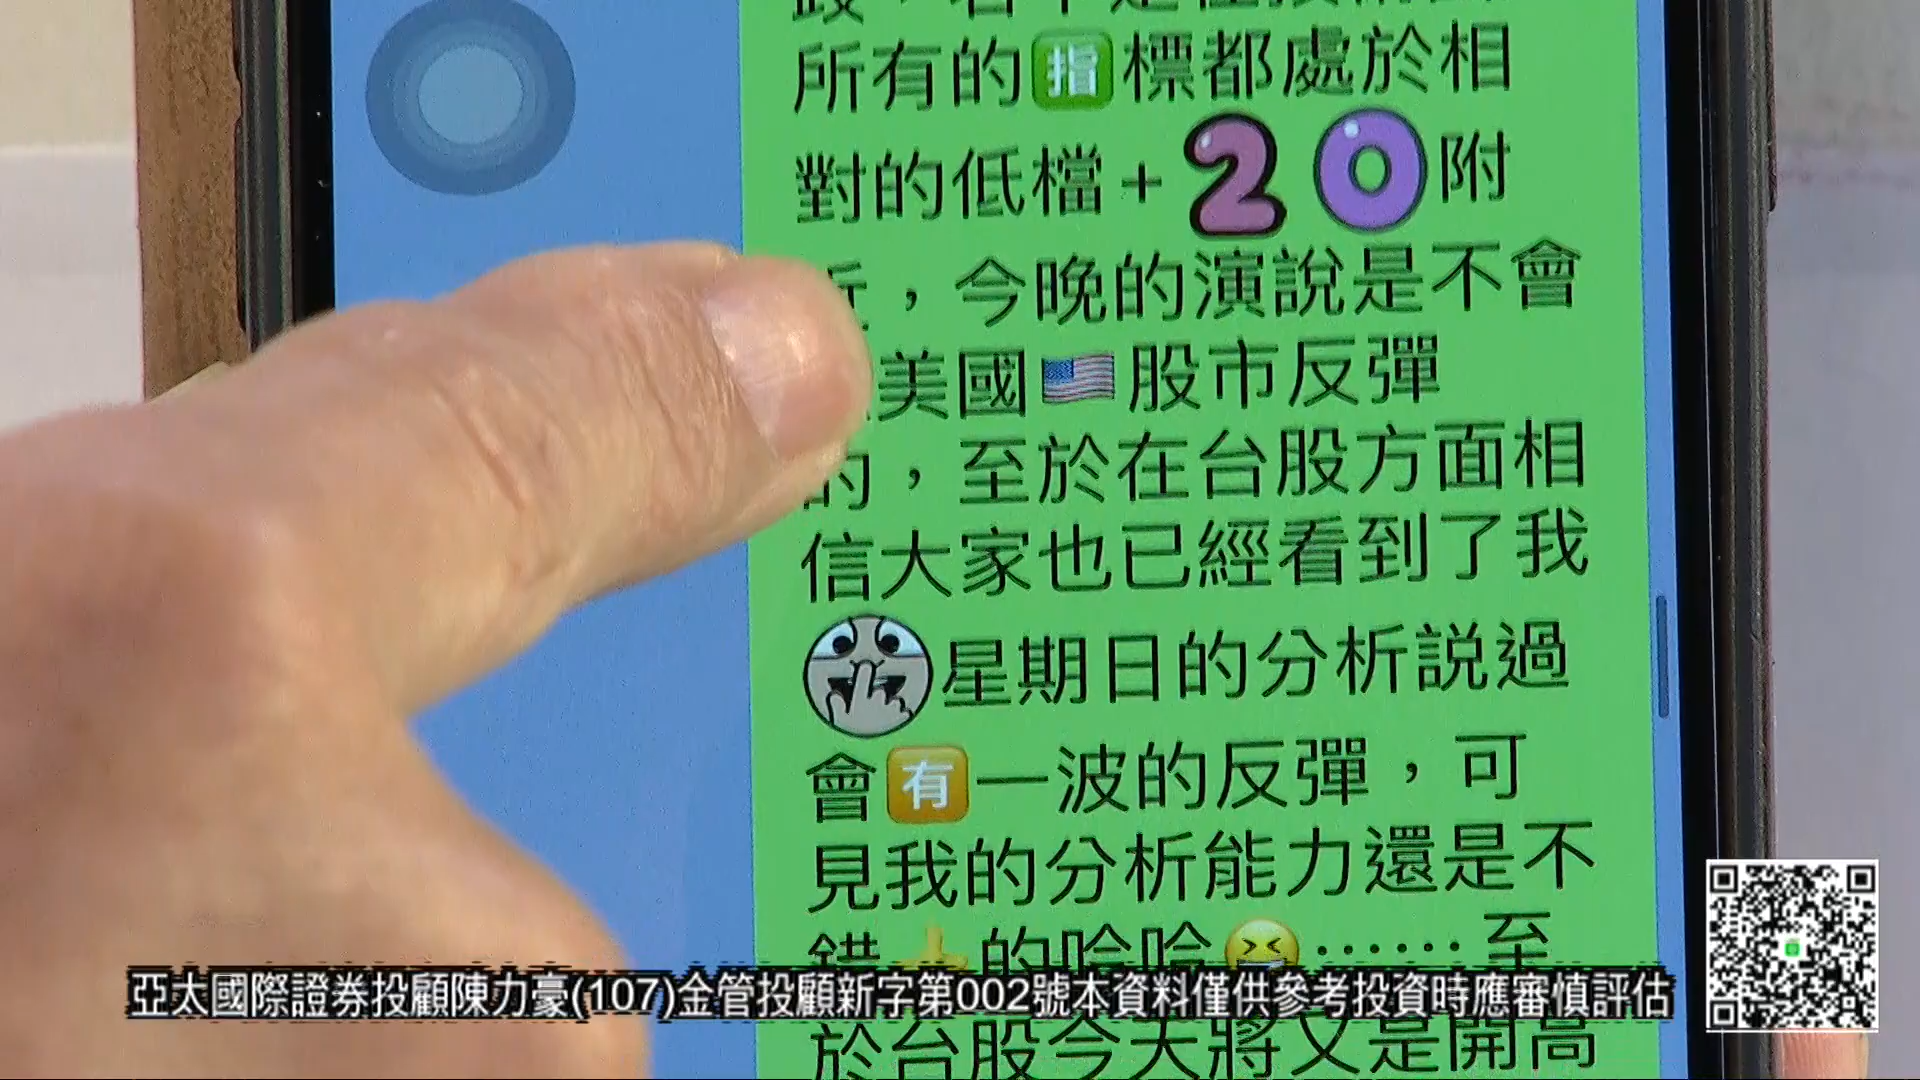 所有的指標都處於相
對的低檔+20附
近，今晚的演說是不會
美國🇺🇸股市反彈
的，至於在台股方面相
信大家也已經看到了我
星期日的分析説過
會有一波的反彈，可
見我的分析能力還是不
錯👍的哈哈😆⋯⋯至
於台股今天將又是開高
亞太國際證券投顧陳力豪(107)金管投顧新字第002號本資料僅供參考投資時應審慎評估